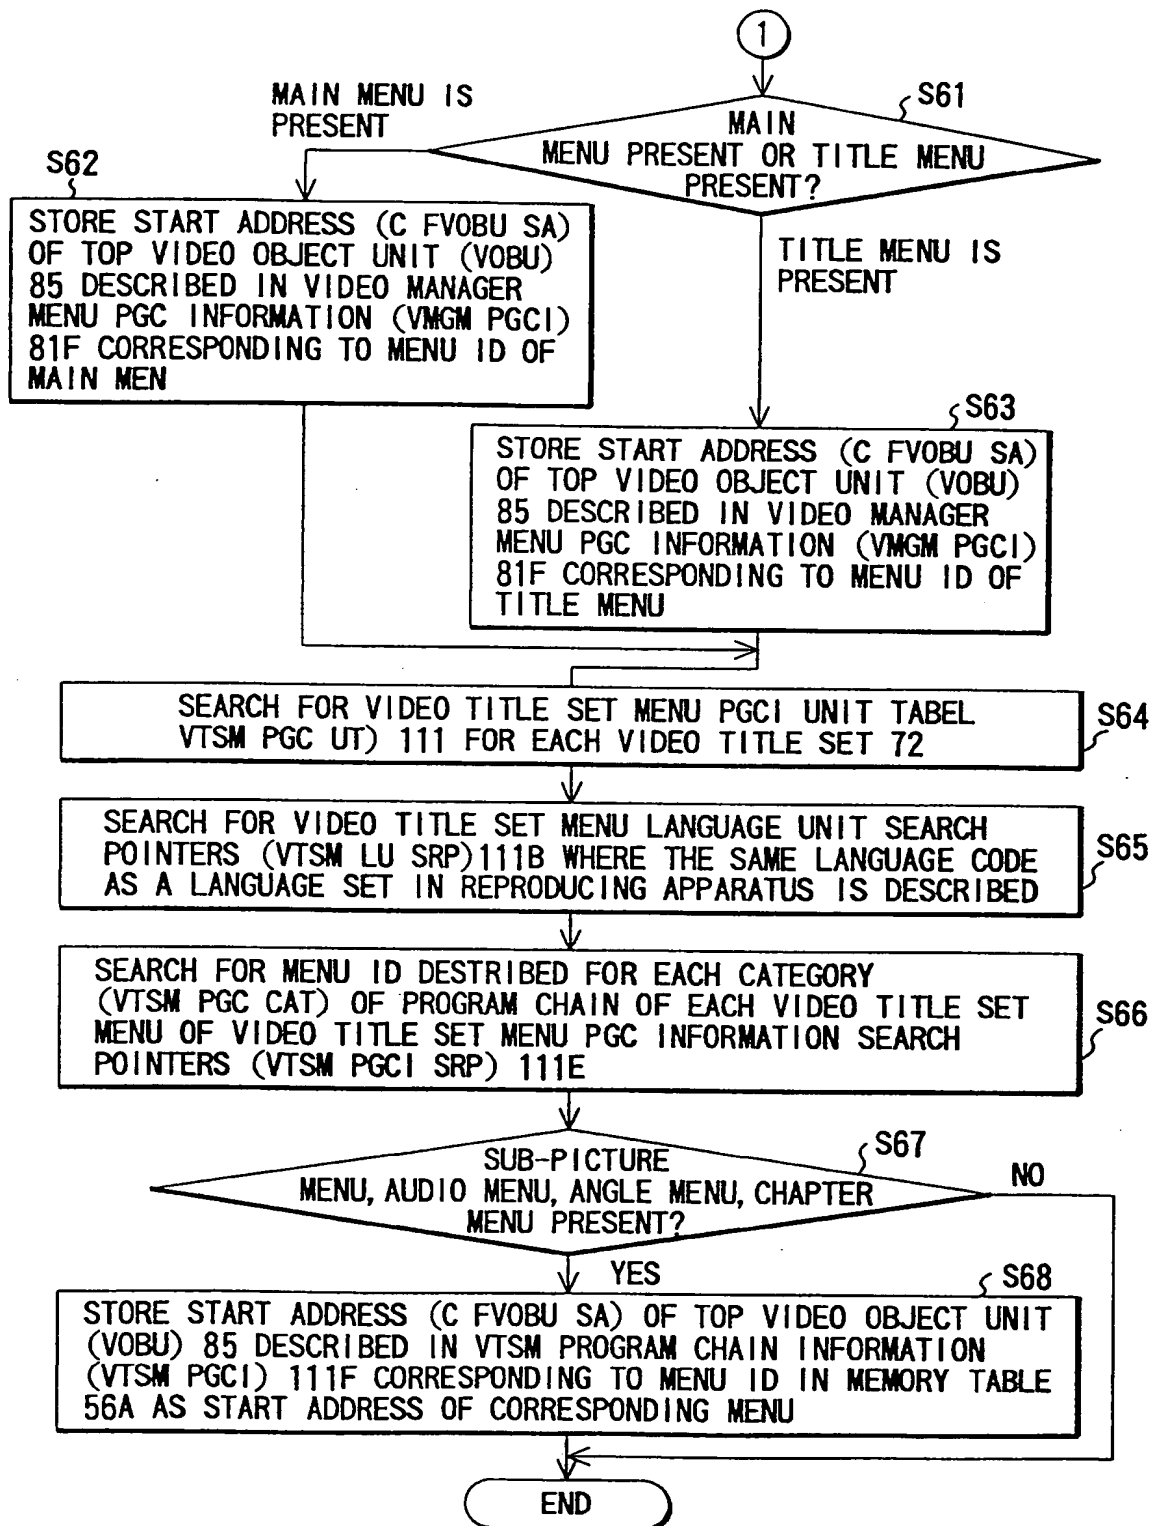 1
S61
MAIN MENU IS
PRESENT
MAIN
MENU PRESENT OR TITLE MENU
PRESENT?
S62
STORE START ADDRESS (C FVOBU SA)
OF TOP VIDEO OBJECT UNIT (VOBU)
85 DESCRIBED IN VIDEO MANAGER
MENU PGC INFORMATION (VMGM PGCI)
81F CORRESPONDING TO MENU ID OF
MAIN MEN
TITLE MENU IS
PRESENT
S63
STORE START ADDRESS (C FVOBU SA)
OF TOP VIDEO OBJECT UNIT (VOBU)
85 DESCRIBED IN VIDEO MANAGER
MENU PGC INFORMATION (VMGM PGCI)
81F CORRESPONDING TO MENU ID OF
TITLE MENU
SEARCH FOR VIDEO TITLE SET MENU PGCI UNIT TABEL
VTSM PGC UT) 111 FOR EACH VIDEO TITLE SET 72
S64
SEARCH FOR VIDEO TITLE SET MENU LANGUAGE UNIT SEARCH
POINTERS (VTSM LU SRP)111B WHERE THE SAME LANGUAGE CODE
AS A LANGUAGE SET IN REPRODUCING APPARATUS IS DESCRIBED
S65
SEARCH FOR MENU ID DESTRIBED FOR EACH CATEGORY
(VTSM PGC CAT) OF PROGRAM CHAIN OF EACH VIDEO TITLE SET
MENU OF VIDEO TITLE SET MENU PGC INFORMATION SEARCH
POINTERS (VTSM PGCI SRP) 111E
S66
S67
SUB-PICTURE
MENU, AUDIO MENU, ANGLE MENU, CHAPTER
MENU PRESENT?
NO
YES
S68
STORE START ADDRESS (C FVOBU SA) OF TOP VIDEO OBJECT UNIT
(VOBU) 85 DESCRIBED IN VTSM PROGRAM CHAIN INFORMATION
(VTSM PGCI) 111F CORRESPONDING TO MENU ID IN MEMORY TABLE
56A AS START ADDRESS OF CORRESPONDING MENU
END